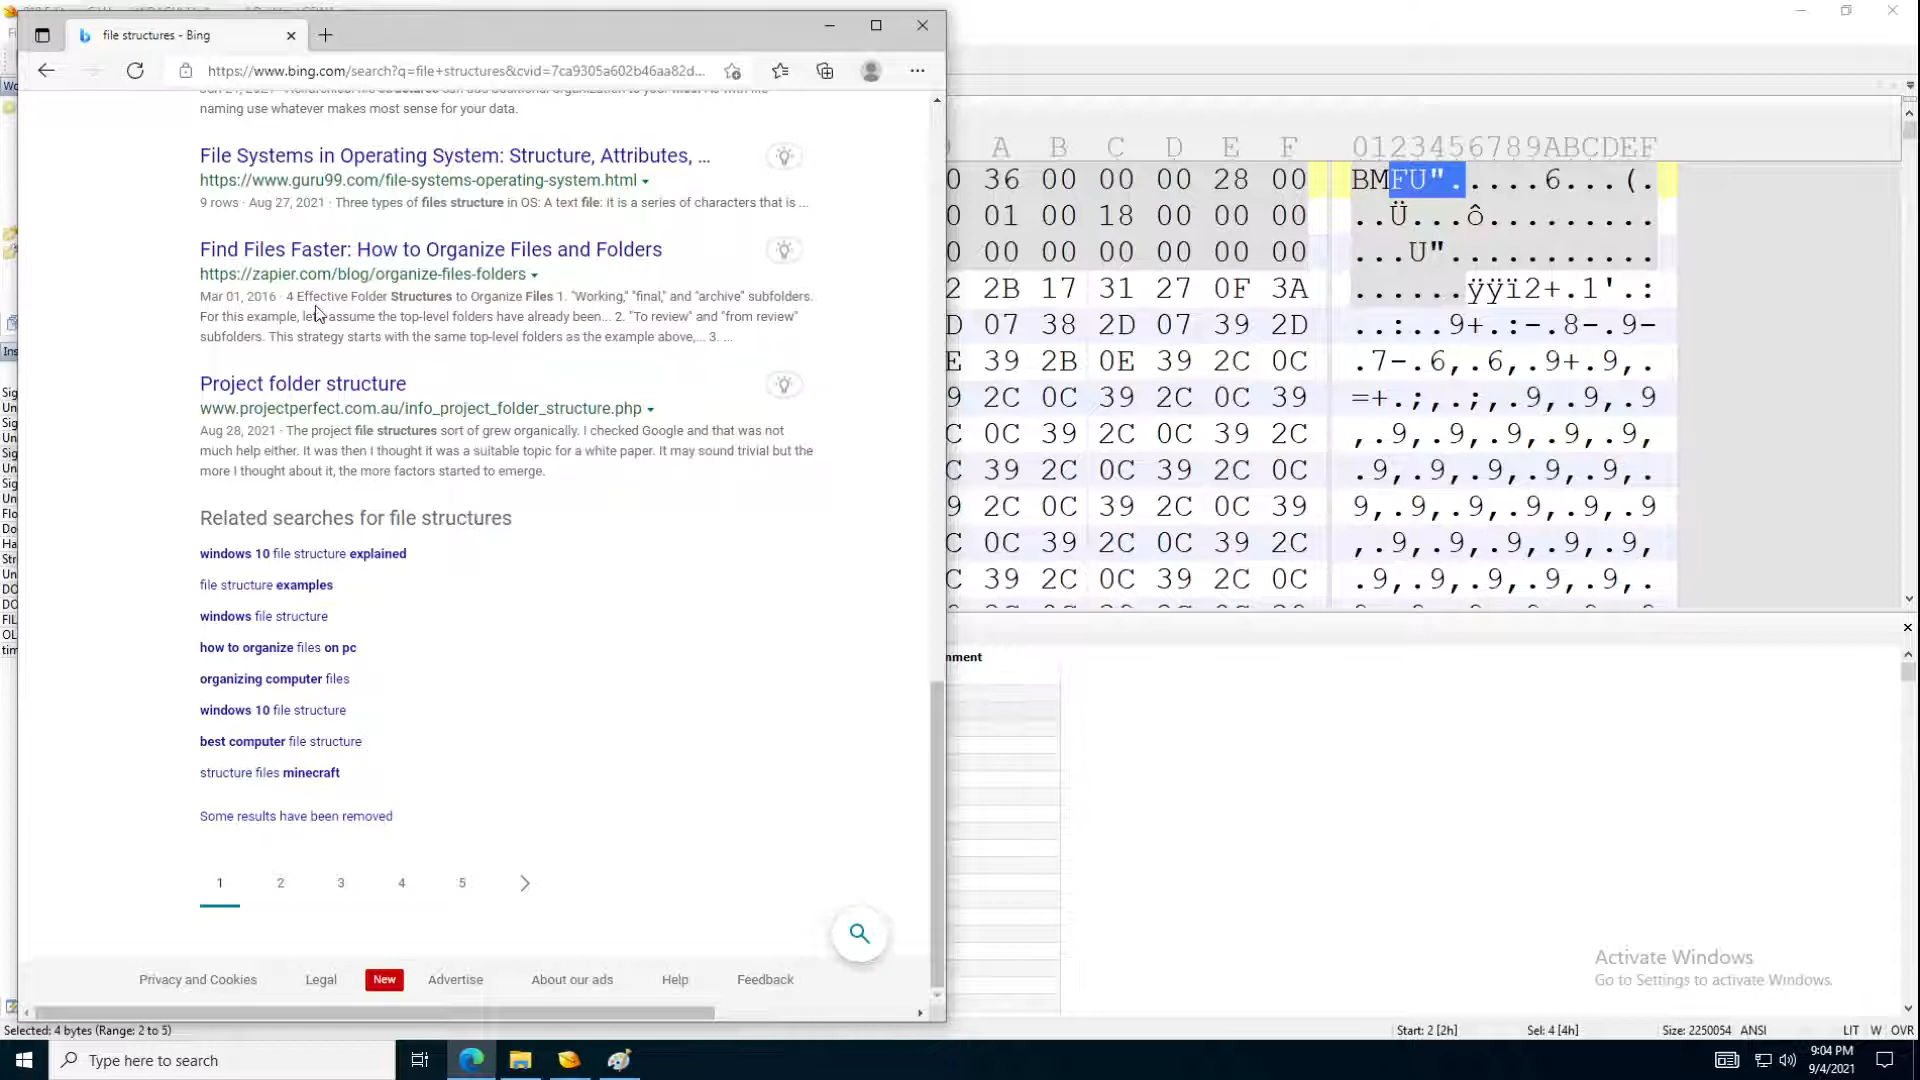 file structures - Bing
https://www.bing.com/search?q=file+structures&cvid=7ca9305a602b46aa82d...
naming use whatever makes most sense for your data.
File Systems in Operating System: Structure, Attributes, ...
https://www.guru99.com/file-systems-operating-system.html
9 rows · Aug 27, 2021 · Three types of files structure in OS: A text file: it is a series of characters that is ...
Find Files Faster: How to Organize Files and Folders
https://zapier.com/blog/organize-files-folders
Mar 01, 2016 · 4 Effective Folder Structures to Organize Files 1. "Working," "final," and "archive" subfolders.
For this example, let's assume the top-level folders have already been... 2. "To review" and "from review"
subfolders. This strategy starts with the same top-level folders as the example above,... 3. ...
Project folder structure
www.projectperfect.com.au/info_project_folder_structure.php
Aug 28, 2021 · The project file structures sort of grew organically. I checked Google and that was not
much help either. It was then I thought it was a suitable topic for a white paper. It may sound trivial but the
more I thought about it, the more factors started to emerge.
Related searches for file structures
windows 10 file structure explained
file structure examples
windows file structure
how to organize files on pc
organizing computer files
windows 10 file structure
best computer file structure
structure files minecraft
Some results have been removed
1 2 3 4 5
Privacy and Cookies Legal New Advertise About our ads Help Feedback
A B C D E F 0123456789ABCDEF
0 36 00 00 00 28 00 BMFU".....6...(.
0 01 00 18 00 00 00 ..Ü...ô.........
00 00 00 00 00 00 ...U"...........
2 2B 17 31 27 0F 3A ......ÿÿï2+.1'.:
D 07 38 2D 07 39 2D ..:..9+.:-.8-.9-
E 39 2B 0E 39 2C 0C .7-.6,.6,.9+.9,.
9 2C 0C 39 2C 0C 39 =+.;,.;,.9,.9,.9
C 0C 39 2C 0C 39 2C ,.9,.9,.9,.9,.9,
C 39 2C 0C 39 2C 0C .9,.9,.9,.9,.9,.
9 2C 0C 39 2C 0C 39 9,.9,.9,.9,.9,.9
C 0C 39 2C 0C 39 2C ,.9,.9,.9,.9,.9,
C 39 2C 0C 39 2C 0C .9,.9,.9,.9,.9,.
Activate Windows
Go to Settings to activate Windows.
Selected: 4 bytes (Range: 2 to 5) Start: 2 [2h] Sel: 4 [4h] Size: 2250054 ANSI LIT W OVR
Type here to search
9:04 PM
9/4/2021